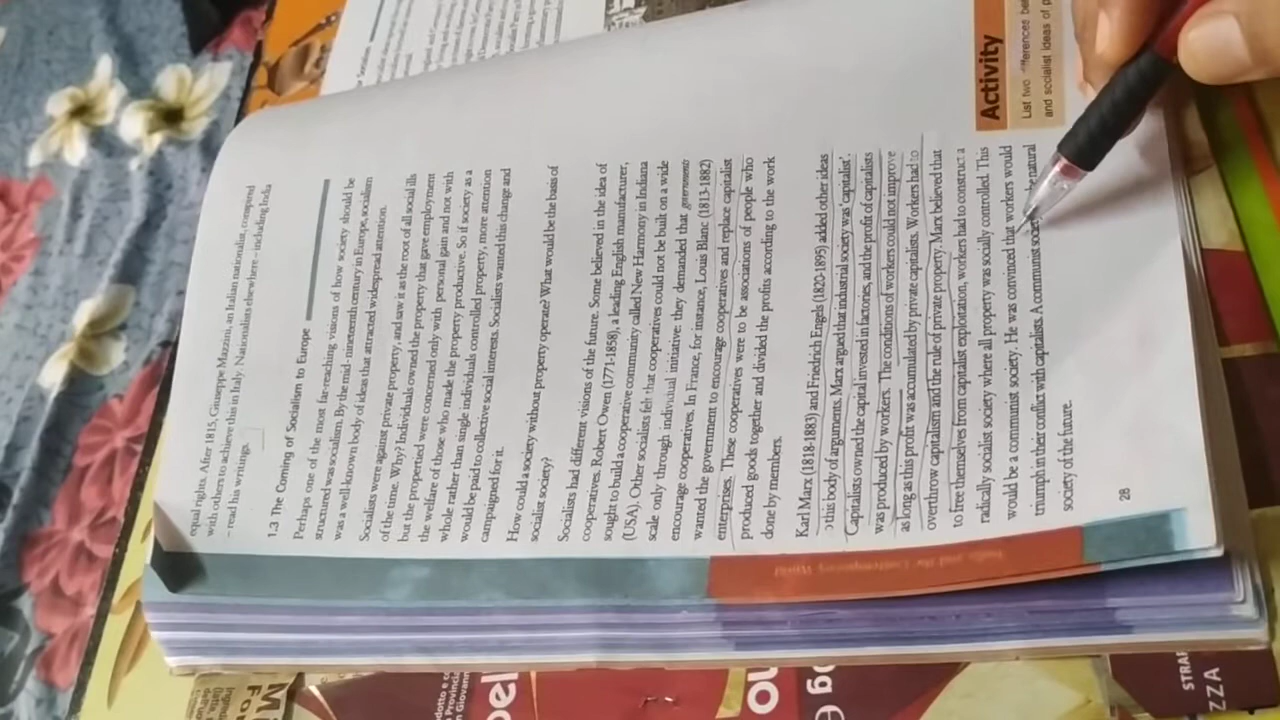 equal rights. After 1815, Giuseppe Mazzini, an Italian nationalist, conspired
with others to achieve this in Italy. Nationalists elsewhere – including India
– read his writings.
1.3 The Coming of Socialism to Europe
Perhaps one of the most far-reaching visions of how society should be
structured was socialism. By the mid- nineteenth century in Europe, socialism
was a well-known body of ideas that attracted widespread attention.
Socialists were against private property, and saw it as the root of all social ills
of the time. Why? Individuals owned the property that gave employment
but the propertied were concerned only with personal gain and not with
the welfare of those who made the property productive. So if society as a
whole rather than single individuals controlled property, more attention
would be paid to collective social interests. Socialists wanted this change and
campaigned for it.
How could a society without property operate? What would be the basis of
socialist society?
Socialists had different visions of the future. Some believed in the idea of
cooperatives. Robert Owen (1771-1858), a leading English manufacturer,
sought to build a cooperative community called New Harmony in Indiana
(USA). Other socialists felt that cooperatives could not be built on a wide
scale only through individual initiative: they demanded that governments
encourage cooperatives. In France, for instance, Louis Blanc (1813-1882)
wanted the government to encourage cooperatives and replace capitalist
enterprises. These cooperatives were to be associations of people who
produced goods together and divided the profits according to the work
done by members.
Karl Marx (1818-1883) and Friedrich Engels (1820-1895) added other ideas
to this body of arguments. Marx argued that industrial society was 'capitalist'.
Capitalists owned the capital invested in factories, and the profit of capitalists
was produced by workers. The conditions of workers could not improve
as long as this profit was accumulated by private capitalists. Workers had to
overthrow capitalism and the rule of private property. Marx believed that
to free themselves from capitalist exploitation, workers had to construct a
radically socialist society where all property was socially controlled. This
would be a communist society. He was convinced that workers would
triumph in their conflict with capitalists. A communist society the natural
society of the future.
28
India and the Contemporary World
Activity
List two differences
and socialist ideas of
STRA
ZZA